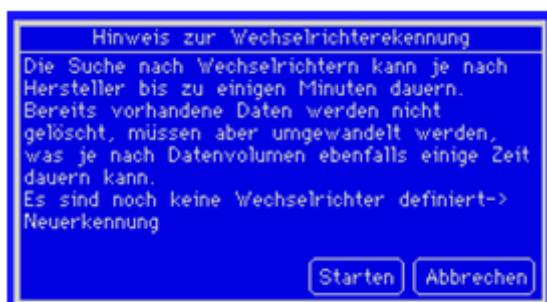 Hinweis zur Wechselrichterekennung
Die Suche nach Wechselrichtern kann je nach
Hersteller bis zu einigen Minuten dauern.
Bereits vorhandene Daten werden nicht
gelöscht, müssen aber umgewandelt werden,
was je nach Datenvolumen ebenfalls einige Zeit
dauern kann.
Es sind noch keine Wechselrichter definiert->
Neuerkennung
Starten Abbrechen